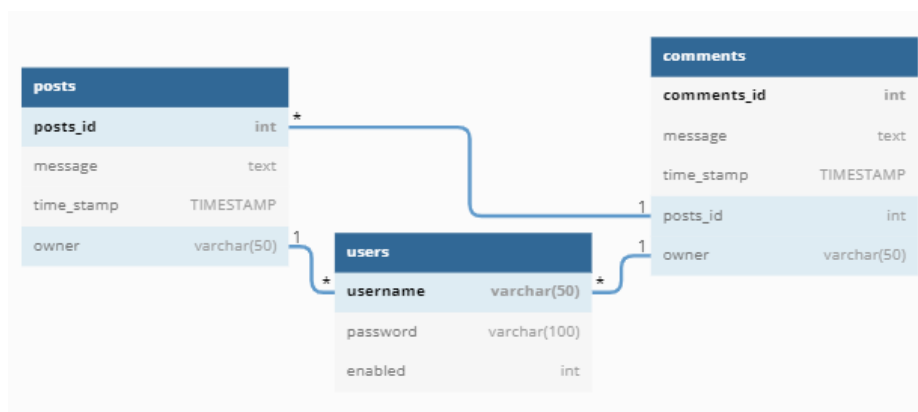 posts
posts_id int
message text
time_stamp TIMESTAMP
owner varchar(50)
* 1
1 *
users
username varchar(50)
password varchar(100)
enabled int
* 1
comments
comments_id int
message text
time_stamp TIMESTAMP
posts_id int
owner varchar(50)